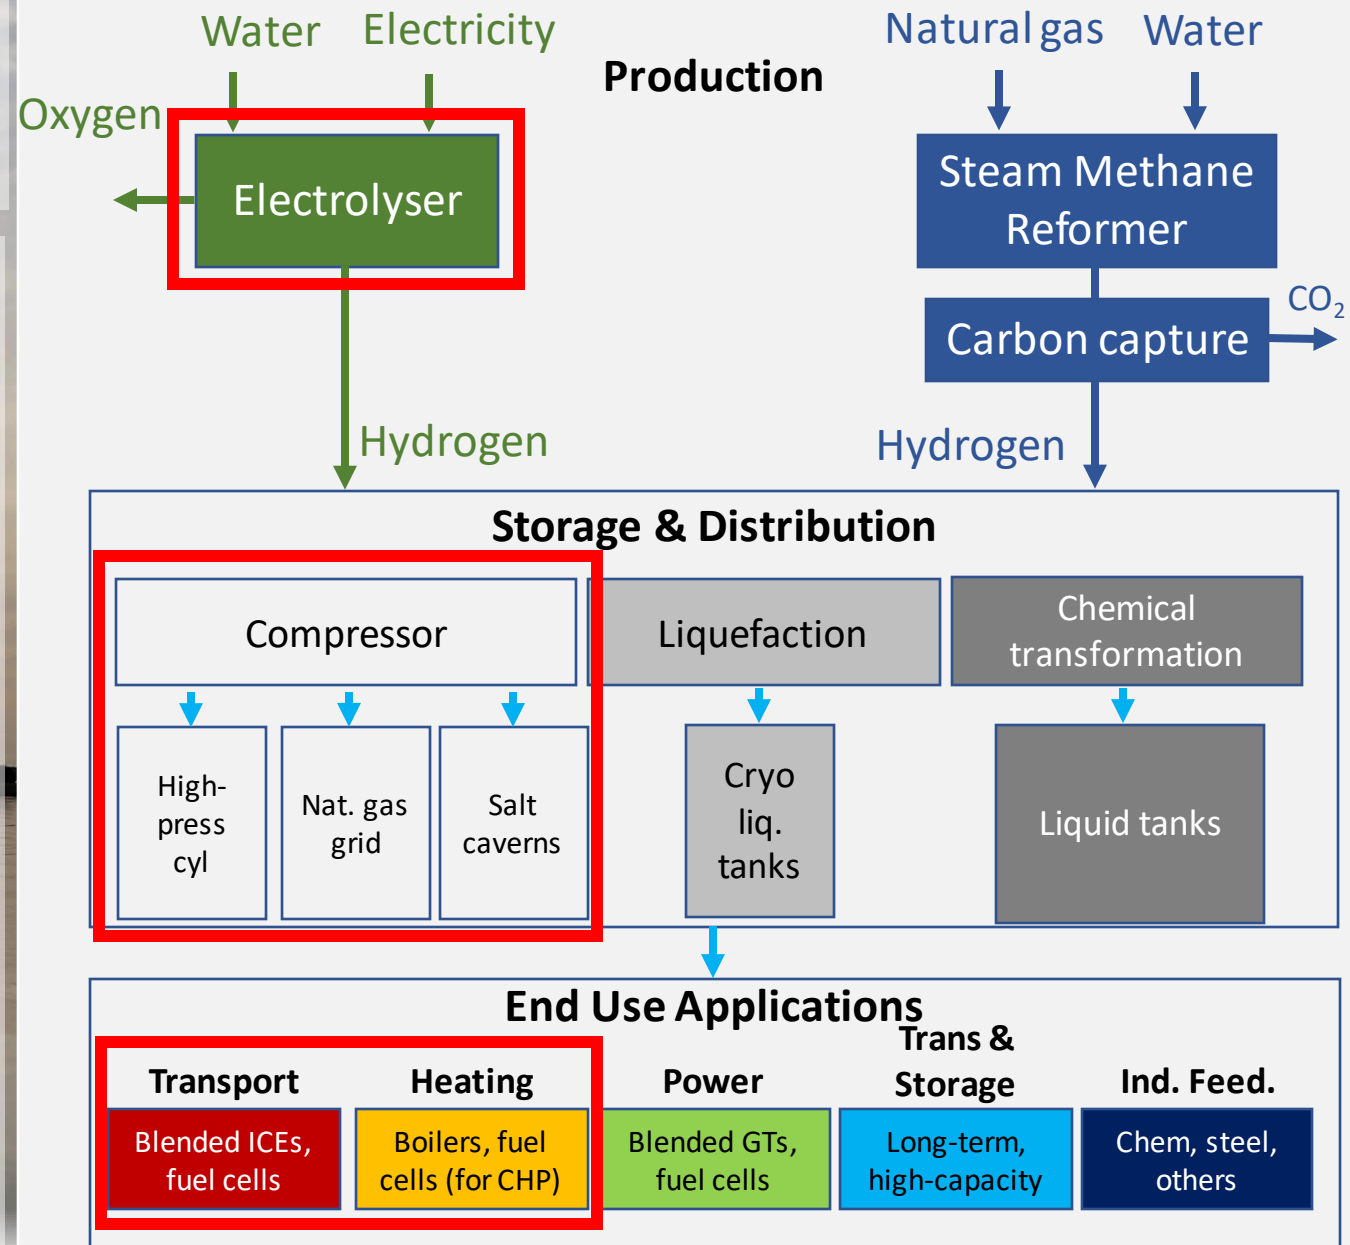 Water
Electricity
Natural gas
Water
Production
Oxygen
Electrolyser
Steam Methane
Reformer
CO₂
Carbon capture
Hydrogen
Hydrogen
Storage & Distribution
Compressor
Liquefaction
Chemical
transformation
High-
press
cyl
Nat. gas
grid
Salt
caverns
Cryo
liq.
tanks
Liquid tanks
End Use Applications
Transport
Heating
Power
Trans &
Storage
Ind. Feed.
Blended ICEs,
fuel cells
Boilers, fuel
cells (for CHP)
Blended GTs,
fuel cells
Long-term,
high-capacity
Chem, steel,
others